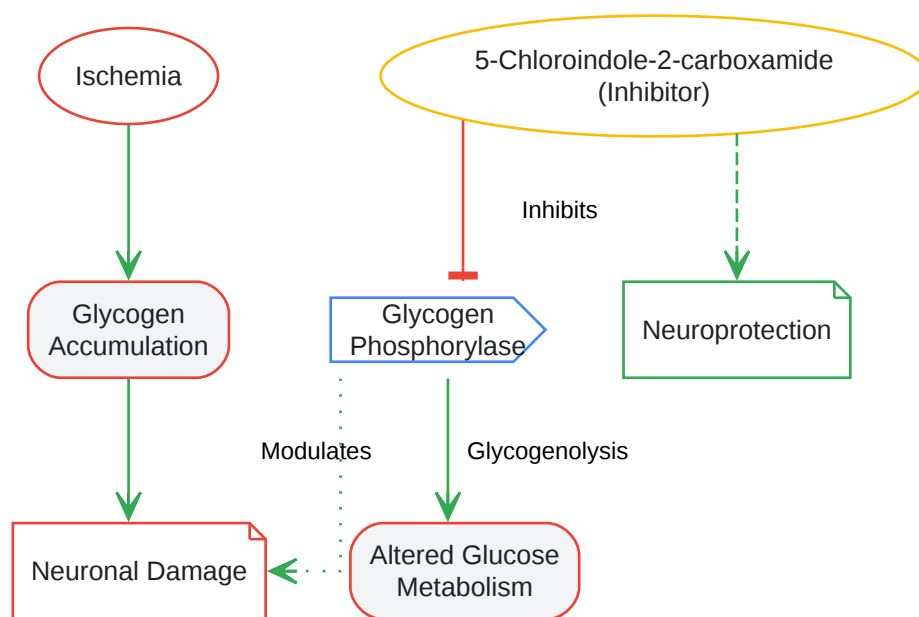 Ischemia
5-Chloroindole-2-carboxamide
(Inhibitor)
Inhibits
Glycogen
Accumulation
Glycogen
Phosphorylase
Neuroprotection
Modulates
Glycogenolysis
Neuronal Damage
Altered Glucose
Metabolism